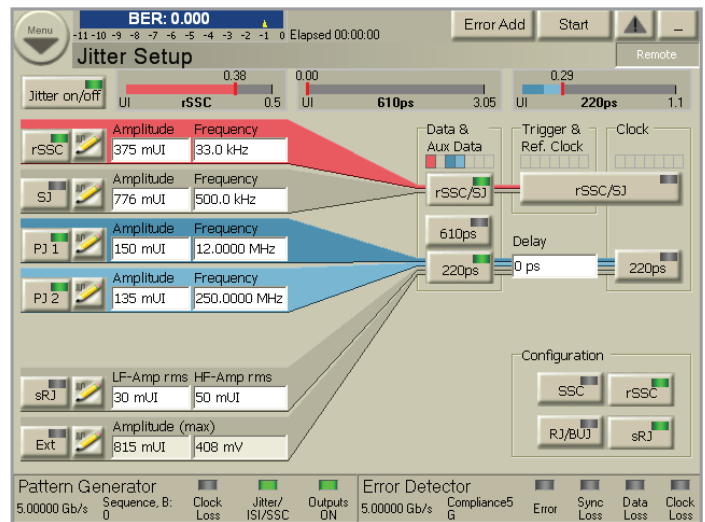 Menu
BER: 0.000
-11 -10 -9 -8 -7 -6 -5 -4 -3 -2 -1 0 Elapsed 00:00:00
Error Add
Start
_
Jitter Setup
Remote
Jitter on/off
0.38
UI rSSC 0.5
0.00
UI 610ps 3.05
0.29
UI 220ps 1.1
Amplitude Frequency
rSSC 375 mUI 33.0 kHz
Amplitude Frequency
SJ 776 mUI 500.0 kHz
Amplitude Frequency
PJ 1 150 mUI 12.0000 MHz
Amplitude Frequency
PJ 2 135 mUI 250.0000 MHz
LF-Amp rms HF-Amp rms
sRJ 30 mUI 50 mUI
Amplitude (max)
Ext 815 mUI 408 mV
Data &
Aux Data
Trigger &
Ref. Clock
Clock
rSSC/SJ
rSSC/SJ
610ps
220ps
Delay
0 ps
220ps
Configuration
SSC rSSC
RJ/BUJ sRJ
Pattern Generator
5.00000 Gb/s
Sequence, B:
0
Clock
Loss
Jitter/
ISI/SSC
Outputs
ON
Error Detector
5.00000 Gb/s
Compliance5
G
Error
Sync
Loss
Data
Loss
Clock
Loss